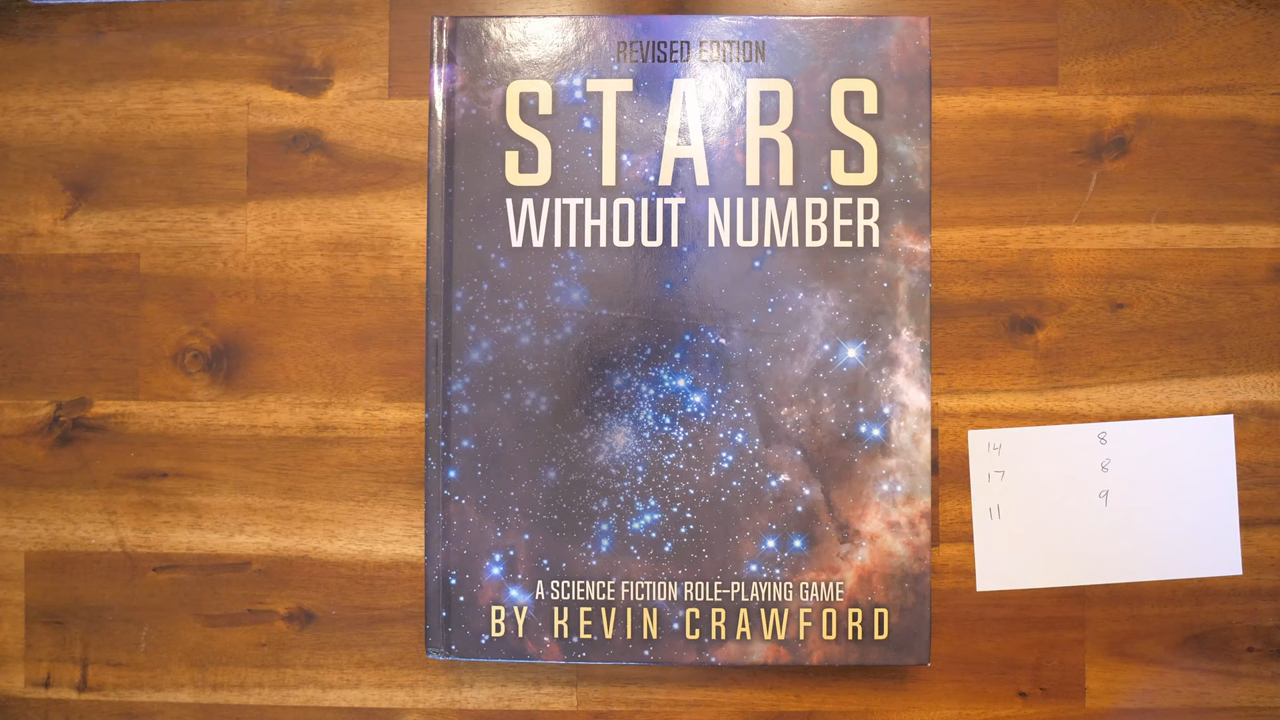 REVISED EDITION
STARS
WITHOUT NUMBER
A SCIENCE FICTION ROLE-PLAYING GAME
BY KEVIN CRAWFORD
14 8
17 8
11 9